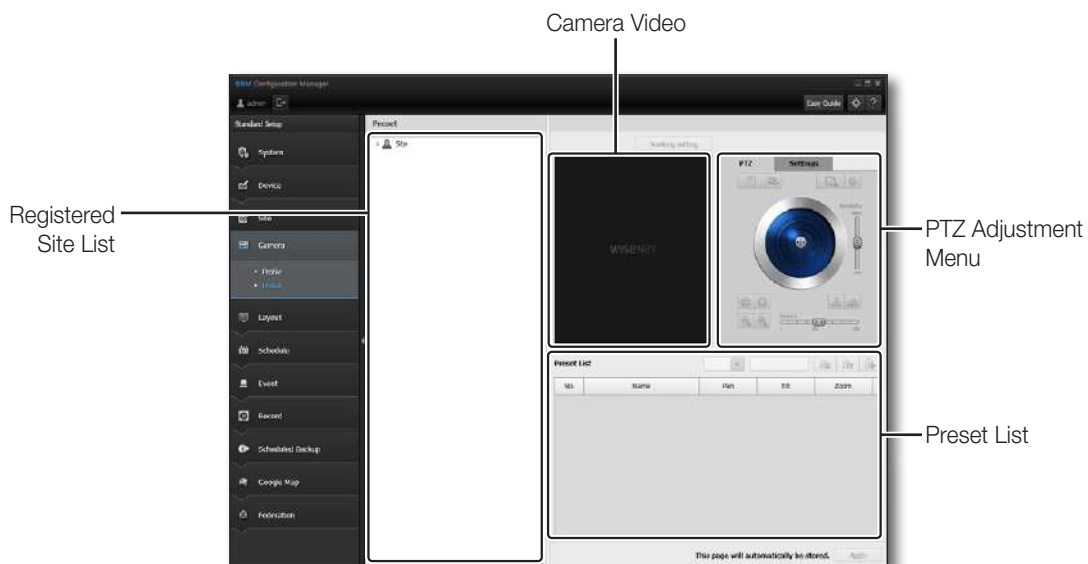 Camera Video
SSM Configuration Manager
admin
Easy Guide
?
Standard Setup
Preset
System
Site
PTZ
Settings
Device
Registered
Site List
Site
WISENET
PTZ Adjustment
Menu
Camera
Profile
Preset
Layout
Schedule
Preset List
No.
Name
Pan
Tilt
Zoom
Event
Record
Preset List
Scheduled Backup
Google Map
Federation
This page will automatically be stored.
Apply